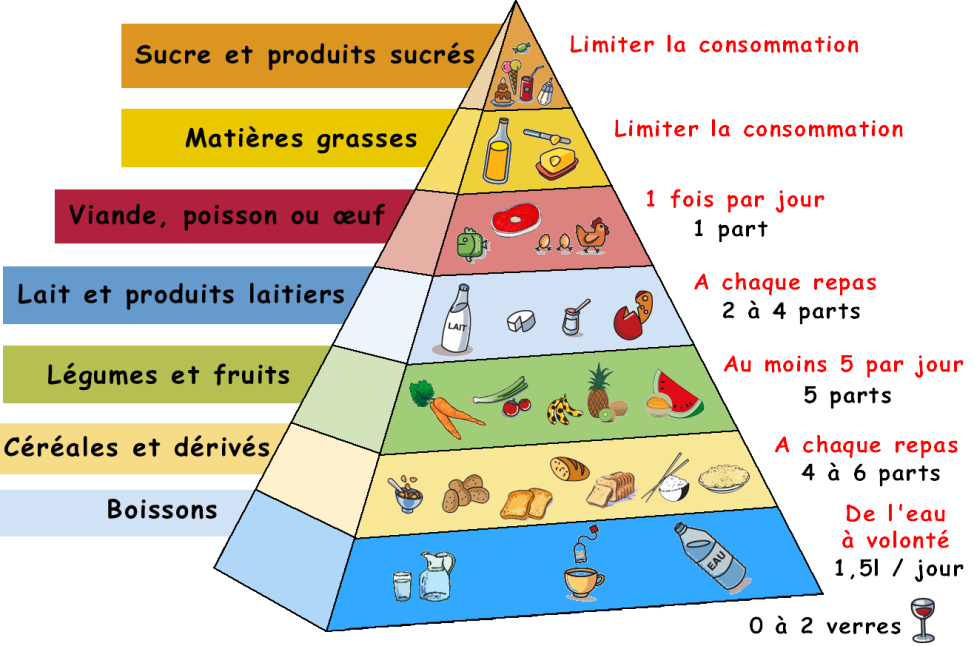 Sucre et produits sucrés
Limiter la consommation
Matières grasses
Limiter la consommation
Viande, poisson ou œuf
1 fois par jour
1 part
Lait et produits laitiers
A chaque repas
2 à 4 parts
LAIT
Légumes et fruits
Au moins 5 par jour
5 parts
Céréales et dérivés
A chaque repas
4 à 6 parts
Boissons
De l'eau
à volonté
1,5l / jour
EAU
0 à 2 verres